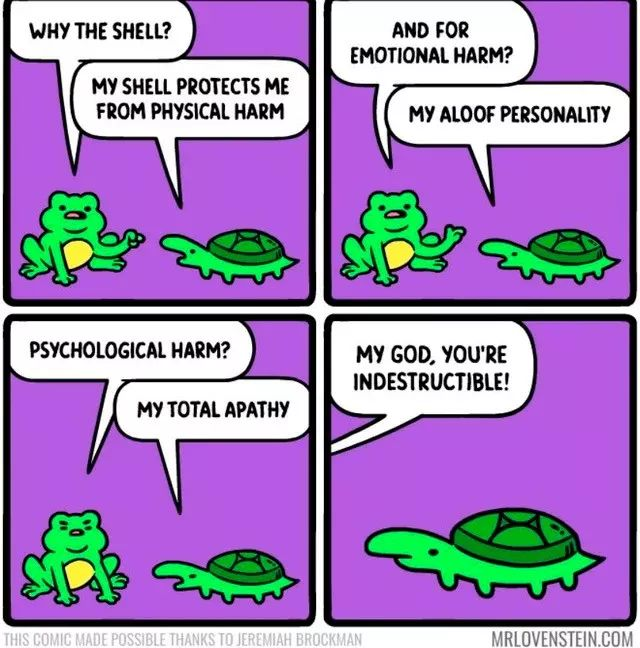 WHY THE SHELL?
MY SHELL PROTECTS ME
FROM PHYSICAL HARM
AND FOR
EMOTIONAL HARM?
MY ALOOF PERSONALITY
PSYCHOLOGICAL HARM?
MY TOTAL APATHY
MY GOD, YOU'RE
INDESTRUCTIBLE!
THIS COMIC MADE POSSIBLE THANKS TO JEREMIAH BROCKMAN
MRLOVENSTEIN.COM